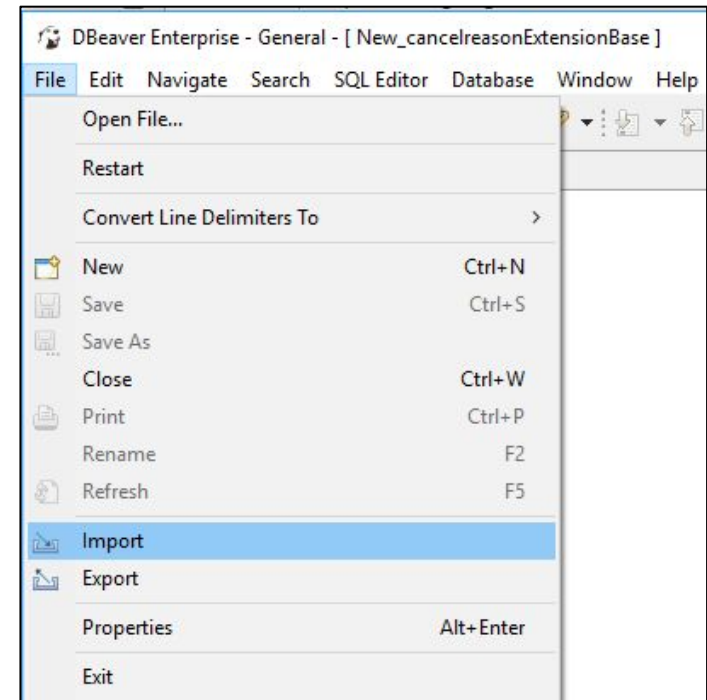 DBeaver Enterprise - General - [ New_cancelreasonExtensionBase ]
File Edit Navigate Search SQL Editor Database Window Help
Open File...
Restart
Convert Line Delimiters To >
New Ctrl+N
Save Ctrl+S
Save As
Close Ctrl+W
Print Ctrl+P
Rename F2
Refresh F5
Import
Export
Properties Alt+Enter
Exit